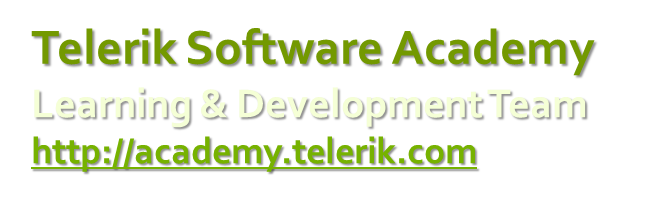 Telerik Software Academy
Learning & Development Team
http://academy.telerik.com